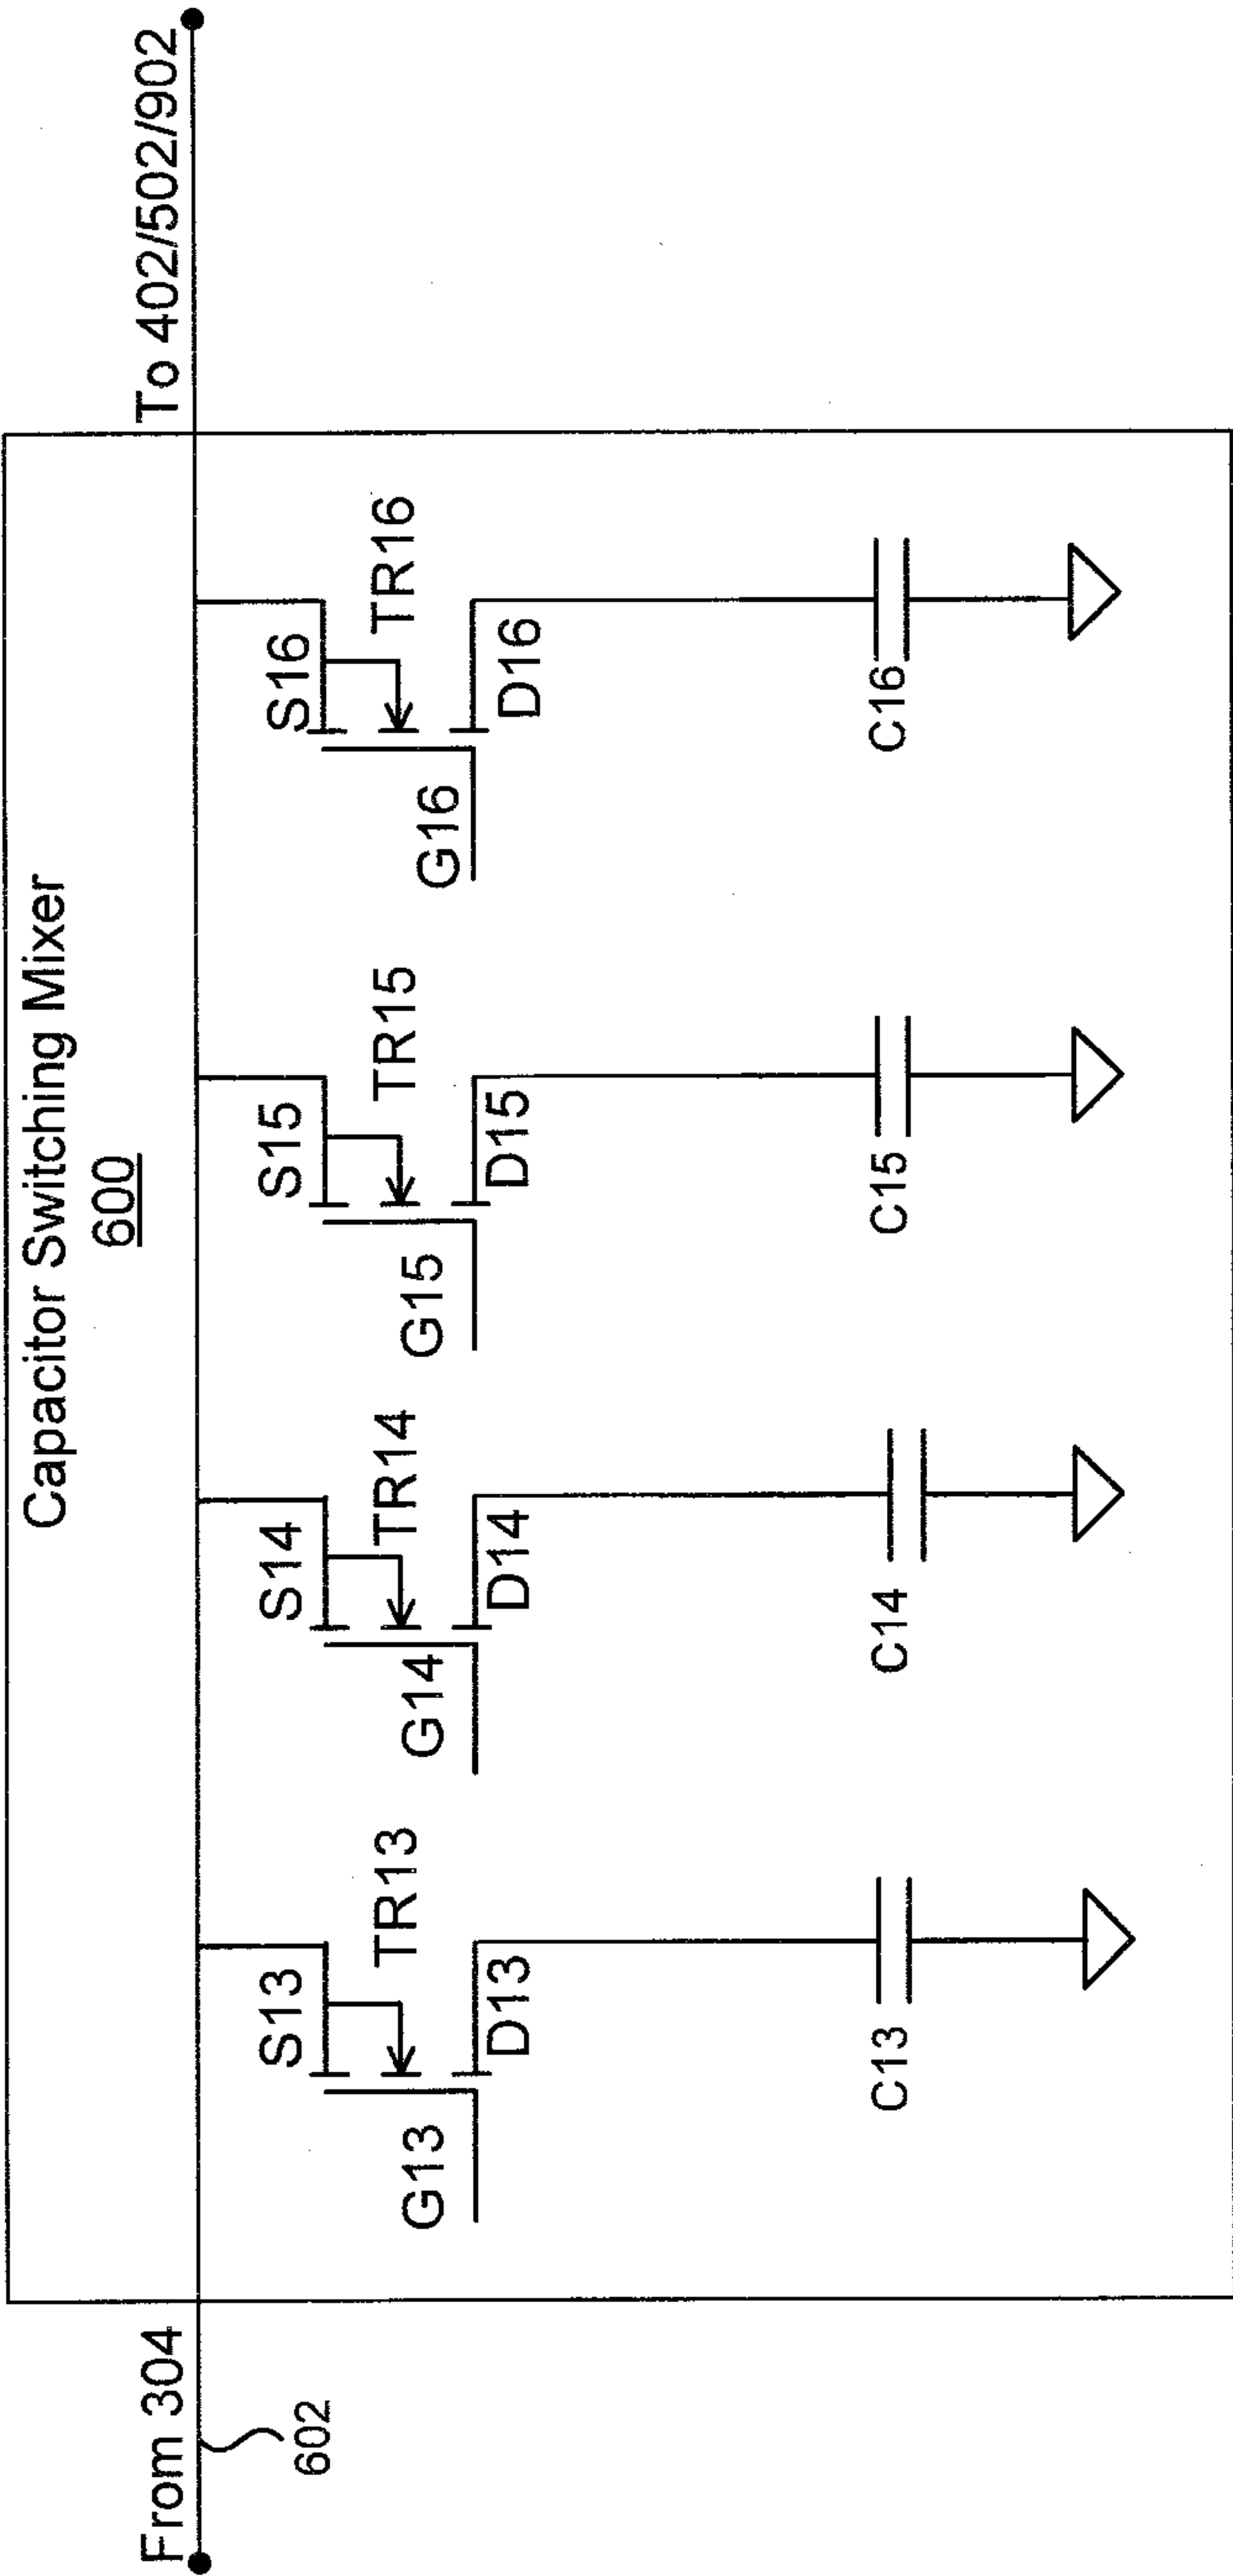 Capacitor Switching Mixer
600
From 304
To 402/502/902
602
S13
TR13
G13
D13
C13
S14
TR14
G14
D14
C14
S15
TR15
G15
D15
C15
S16
TR16
G16
D16
C16